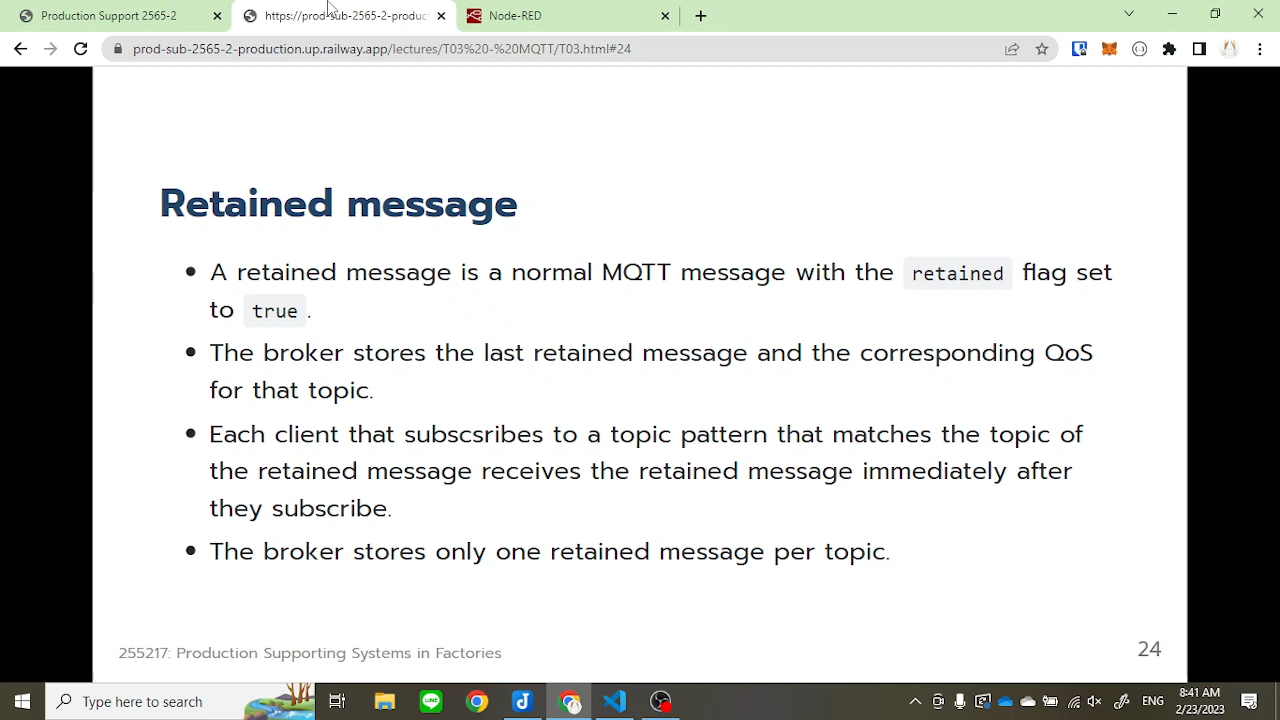 Production Support 2565-2
https://prod-sub-2565-2-produc
Node-RED
prod-sub-2565-2-production.up.railway.app/lectures/T03%20-%20MQTT/T03.html#24
Retained message
• A retained message is a normal MQTT message with the retained flag set
to true.
• The broker stores the last retained message and the corresponding QoS
for that topic.
• Each client that subscsribes to a topic pattern that matches the topic of
the retained message receives the retained message immediately after
they subscribe.
• The broker stores only one retained message per topic.
255217: Production Supporting Systems in Factories
24
Type here to search
LINE
ENG
8:41 AM
2/23/2023